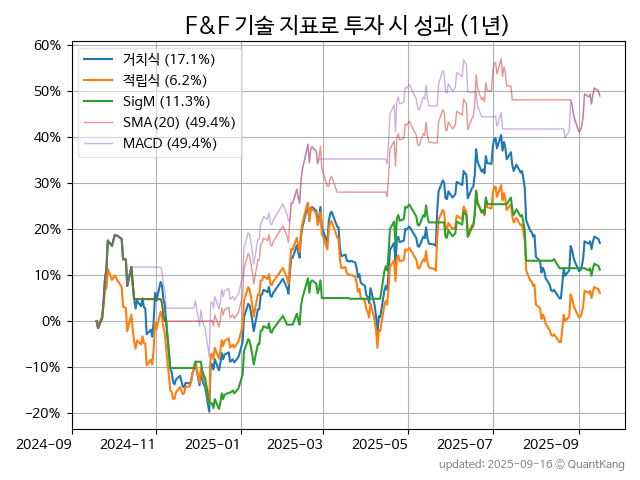 F&F 기술 지표로 투자 시 성과 (1년)
60%
50%
40%
30%
20%
10%
0%
−10%
−20%
거치식 (17.1%)
적립식 (6.2%)
SigM (11.3%)
SMA(20) (49.4%)
MACD (49.4%)
2024-09 2024-11 2025-01 2025-03 2025-05 2025-07 2025-09
updated: 2025-09-16 © QuantKang